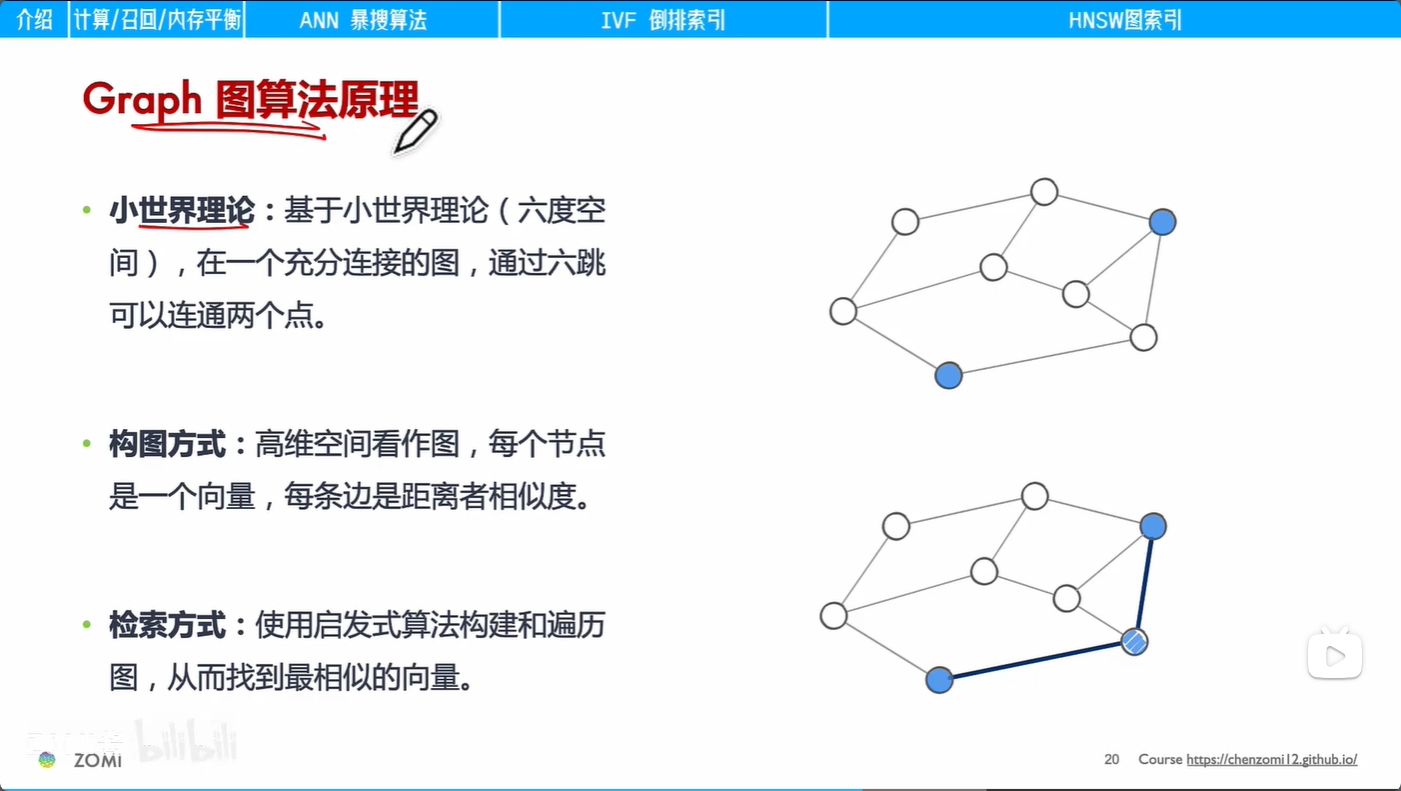 介绍
计算/召回/内存平衡
ANN 暴搜算法
IVF 倒排索引
HNSW图索引
Graph 图算法原理
• 小世界理论：基于小世界理论（六度空
间），在一个充分连接的图，通过六跳
可以连通两个点。
• 构图方式：高维空间看作图，每个节点
是一个向量，每条边是距离者相似度。
• 检索方式：使用启发式算法构建和遍历
图，从而找到最相似的向量。
bilibili
ZOMI
20 Course https://chenzomi12.github.io/